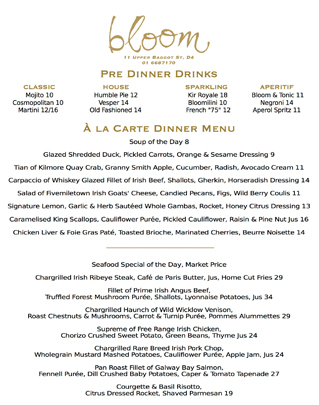 bloom
11 Upper Baggot St, D4
01 6687170
Pre Dinner Drinks
CLASSIC HOUSE SPARKLING APERITIF
Mojito 10 Humble Pie 12 Kir Royale 18 Bloom & Tonic 11
Cosmopolitan 10 Vesper 14 Bloomilini 10 Negroni 14
Martini 12/16 Old Fashioned 14 French "75" 12 Aperol Spritz 11
À la Carte Dinner Menu
Soup of the Day 8
Glazed Shredded Duck, Pickled Carrots, Orange & Sesame Dressing 9
Tian of Kilmore Quay Crab, Granny Smith Apple, Cucumber, Radish, Avocado Cream 11
Carpaccio of Whiskey Glazed Fillet of Irish Beef, Shallots, Gherkin, Horseradish Dressing 14
Salad of Fivemiletown Irish Goats' Cheese, Candied Pecans, Figs, Wild Berry Coulis 11
Signature Lemon, Garlic & Herb Sautéed Whole Gambas, Rocket, Honey Citrus Dressing 13
Caramelised King Scallops, Cauliflower Purée, Pickled Cauliflower, Raisin & Pine Nut Jus 16
Chicken Liver & Foie Gras Paté, Toasted Brioche, Marinated Cherries, Beurre Noisette 14
Seafood Special of the Day, Market Price
Chargrilled Irish Ribeye Steak, Café de Paris Butter, Jus, Home Cut Fries 29
Fillet of Prime Irish Angus Beef,
Truffled Forest Mushroom Purée, Shallots, Lyonnaise Potatoes, Jus 34
Chargrilled Haunch of Wild Wicklow Venison,
Roast Chestnuts & Mushrooms, Carrot & Turnip Purée, Pommes Alummettes 29
Supreme of Free Range Irish Chicken,
Chorizo Crushed Sweet Potato, Green Beans, Thyme Jus 24
Chargrilled Rare Breed Irish Pork Chop,
Wholegrain Mustard Mashed Potatoes, Cauliflower Purée, Apple Jam, Jus 24
Pan Roast Fillet of Galway Bay Salmon,
Fennell Purée, Dill Crushed Baby Potatoes, Caper & Tomato Tapenade 27
Courgette & Basil Risotto,
Citrus Dressed Rocket, Shaved Parmesan 19